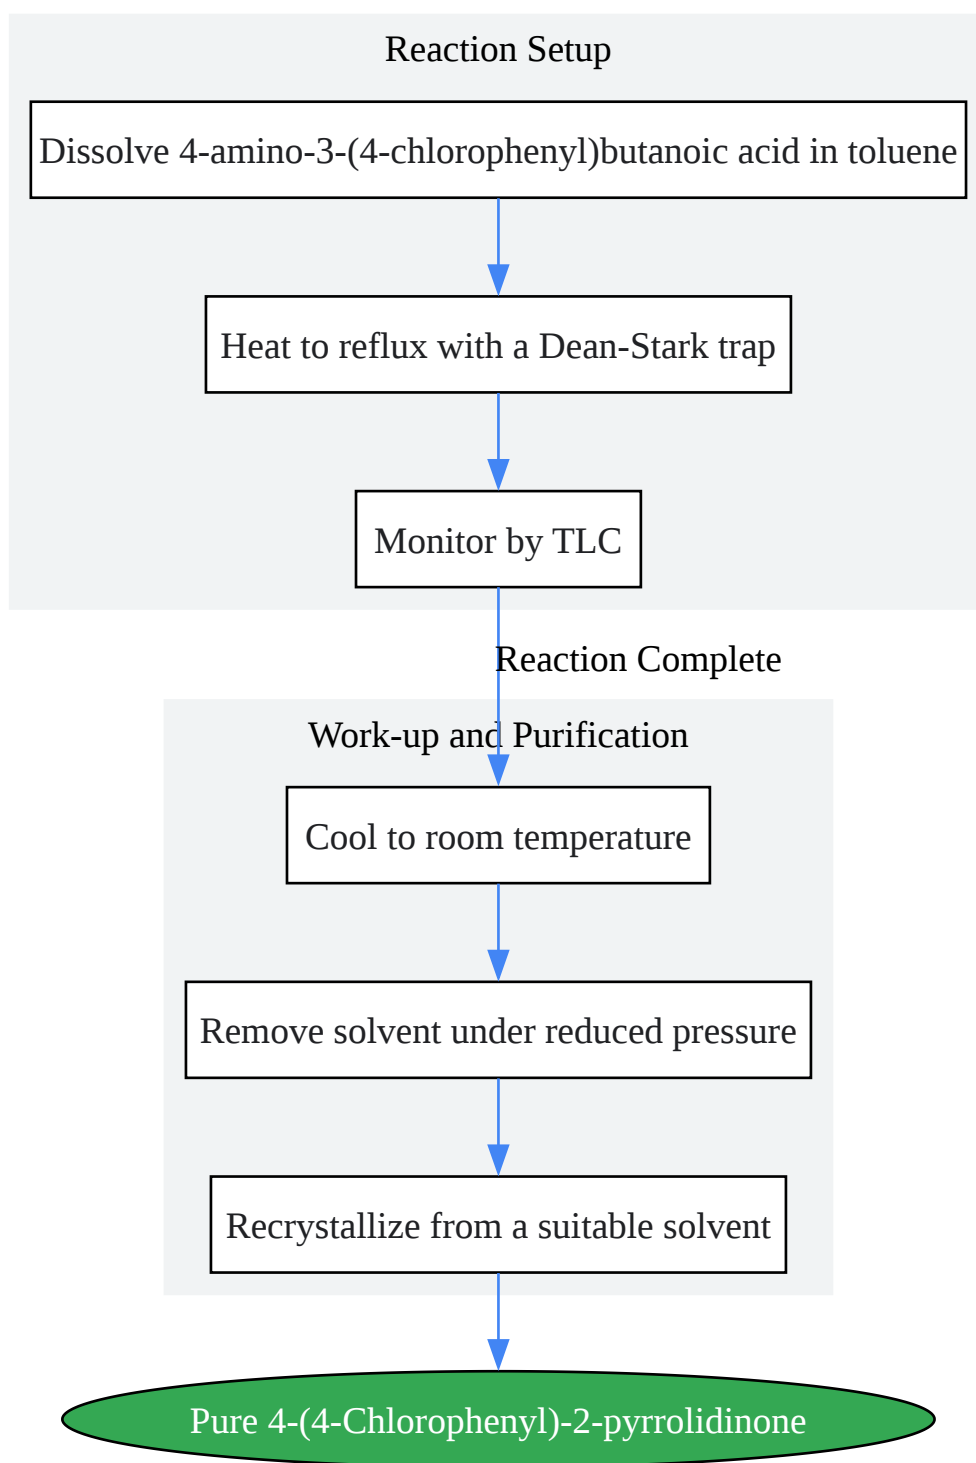 Reaction Setup
Dissolve 4-amino-3-(4-chlorophenyl)butanoic acid in toluene
Heat to reflux with a Dean-Stark trap
Monitor by TLC
Reaction Complete
Work-up and Purification
Cool to room temperature
Remove solvent under reduced pressure
Recrystallize from a suitable solvent
Pure 4-(4-Chlorophenyl)-2-pyrrolidinone